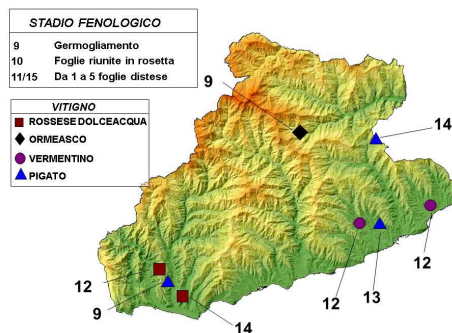 STADIO FENOLOGICO
9 Germogliamento
10 Foglie riunite in rosetta
11/15 Da 1 a 5 foglie distese
VITIGNO
ROSSESE DOLCEACQUA
ORMEASCO
VERMENTINO
PIGATO
9
14
12
12
13
12
9
14